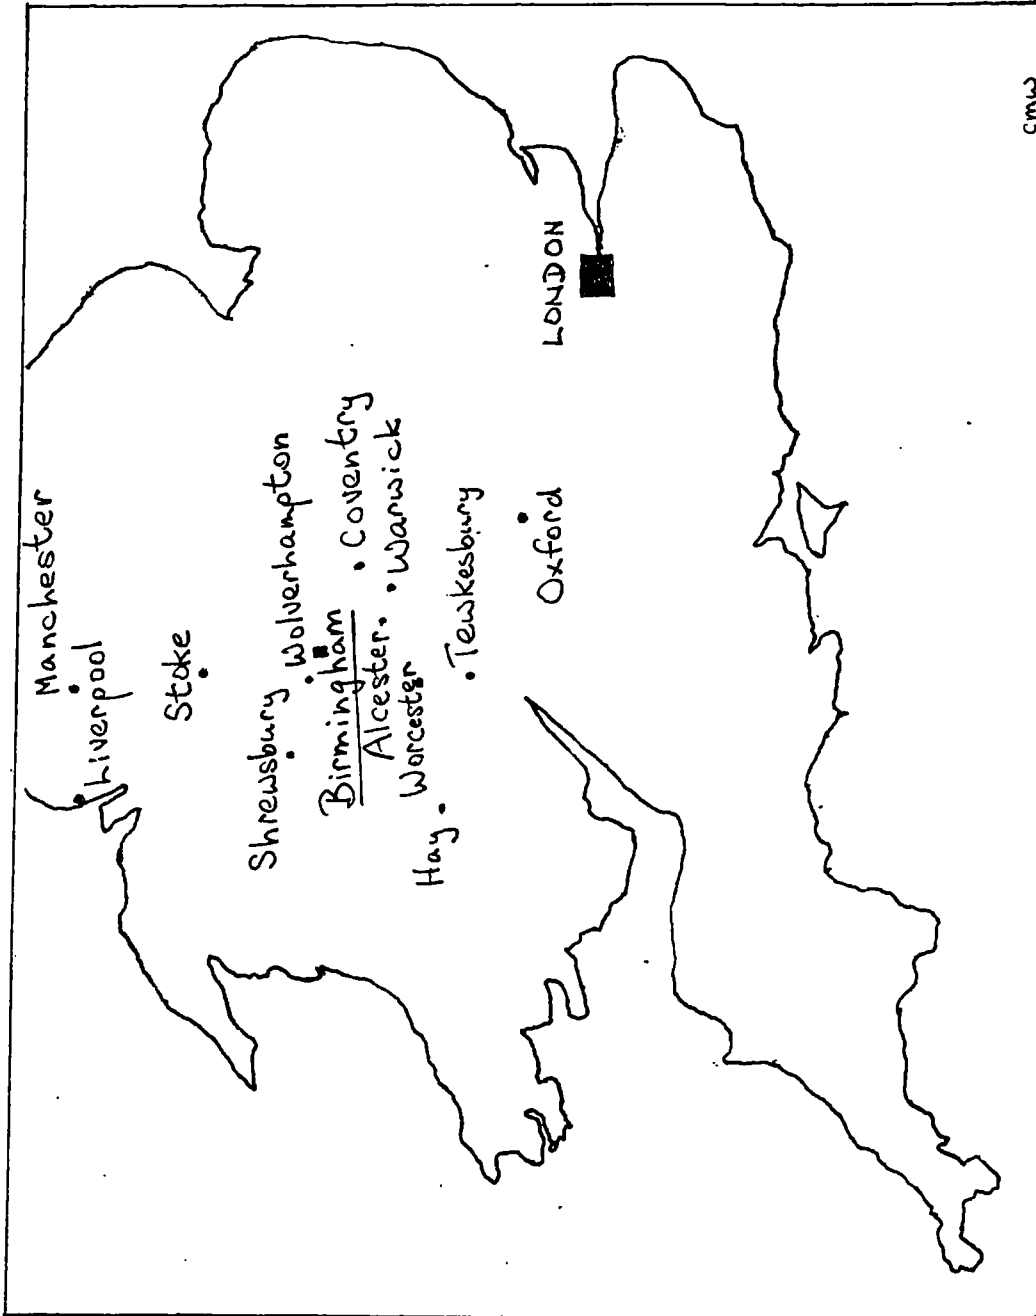 Manchester
Liverpool
Stoke
Shrewsbury
Wolverhampton
Birmingham
Coventry
Alcester
Warwick
Worcester
Hay
Tewkesbury
Oxford
LONDON
cmw